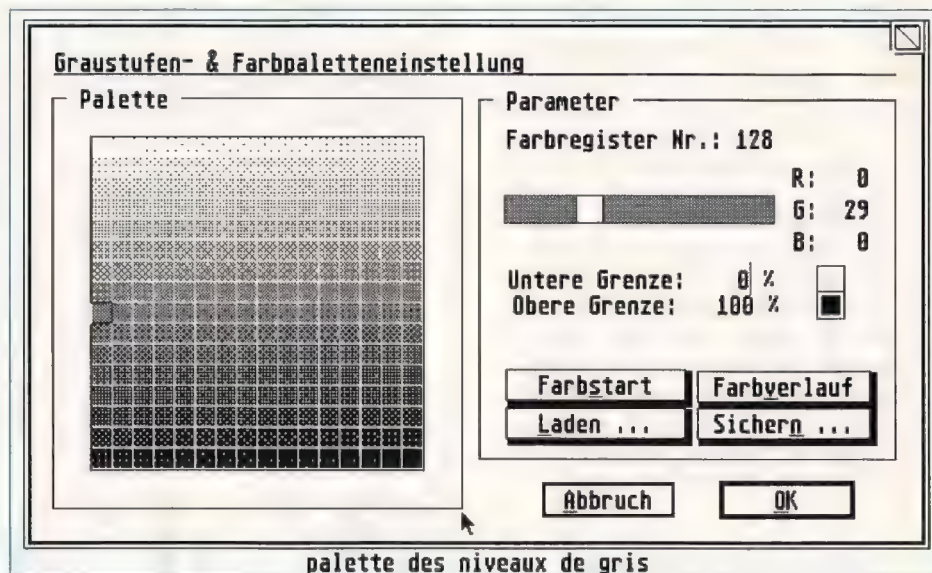 Graustufen- & Farbpaletteneinstellung
Palette
Parameter
Farbregister Nr.: 128
R: 0
G: 29
B: 0
Untere Grenze: 0 %
Obere Grenze: 100 %
Farbstart
Farbverlauf
Laden ...
Sichern ...
Abbruch
OK
palette des niveaux de gris